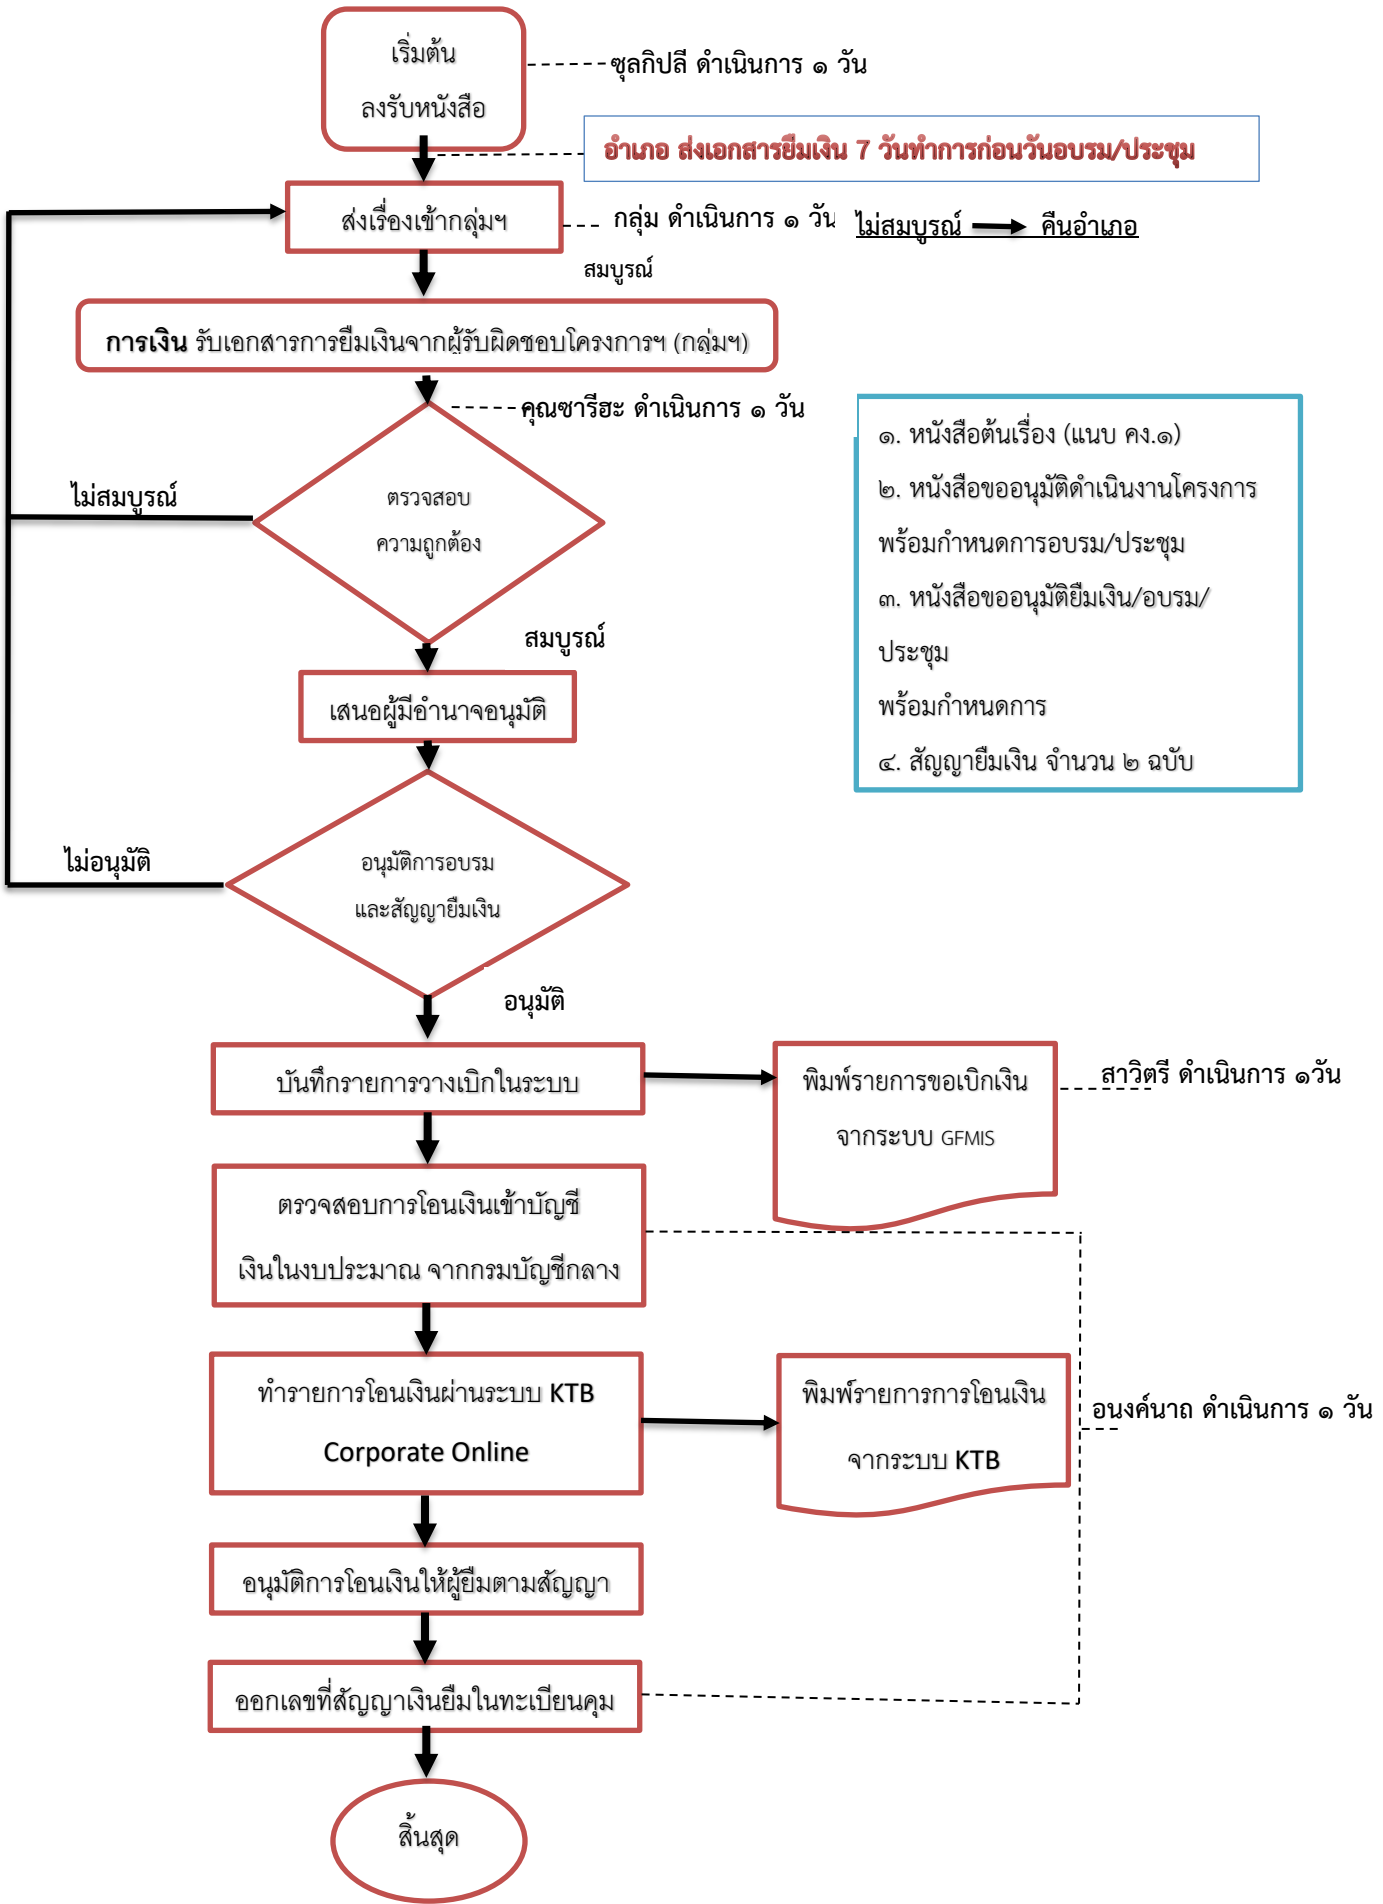 เริ่มต้น
ลงรับหนังสือ
ซุลกิปลี ดำเนินการ ๑ วัน
อำเภอ ส่งเอกสารยืมเงิน 7 วันทำการก่อนวันอบรม/ประชุม
ส่งเรื่องเข้ากลุ่มฯ
กลุ่ม ดำเนินการ ๑ วัน
ไม่สมบูรณ์ คืนอำเภอ
สมบูรณ์
การเงิน รับเอกสารการยืมเงินจากผู้รับผิดชอบโครงการฯ (กลุ่มฯ)
คุณซารีฮะ ดำเนินการ ๑ วัน
ไม่สมบูรณ์
ตรวจสอบ
ความถูกต้อง
๑. หนังสือต้นเรื่อง (แนบ คง.๑)
๒. หนังสือขออนุมัติดำเนินงานโครงการ
พร้อมกำหนดการอบรม/ประชุม
๓. หนังสือขออนุมัติยืมเงิน/อบรม/
ประชุม
พร้อมกำหนดการ
๔. สัญญายืมเงิน จำนวน ๒ ฉบับ
สมบูรณ์
เสนอผู้มีอำนาจอนุมัติ
ไม่อนุมัติ
อนุมัติการอบรม
และสัญญายืมเงิน
อนุมัติ
บันทึกรายการวางเบิกในระบบ
พิมพ์รายการขอเบิกเงิน
จากระบบ GFMIS
สาวิตรี ดำเนินการ ๑วัน
ตรวจสอบการโอนเงินเข้าบัญชี
เงินในงบประมาณ จากกรมบัญชีกลาง
ทำรายการโอนเงินผ่านระบบ KTB
Corporate Online
พิมพ์รายการการโอนเงิน
จากระบบ KTB
อนงค์นาถ ดำเนินการ ๑ วัน
อนุมัติการโอนเงินให้ผู้ยืมตามสัญญา
ออกเลขที่สัญญาเงินยืมในทะเบียนคุม
สิ้นสุด